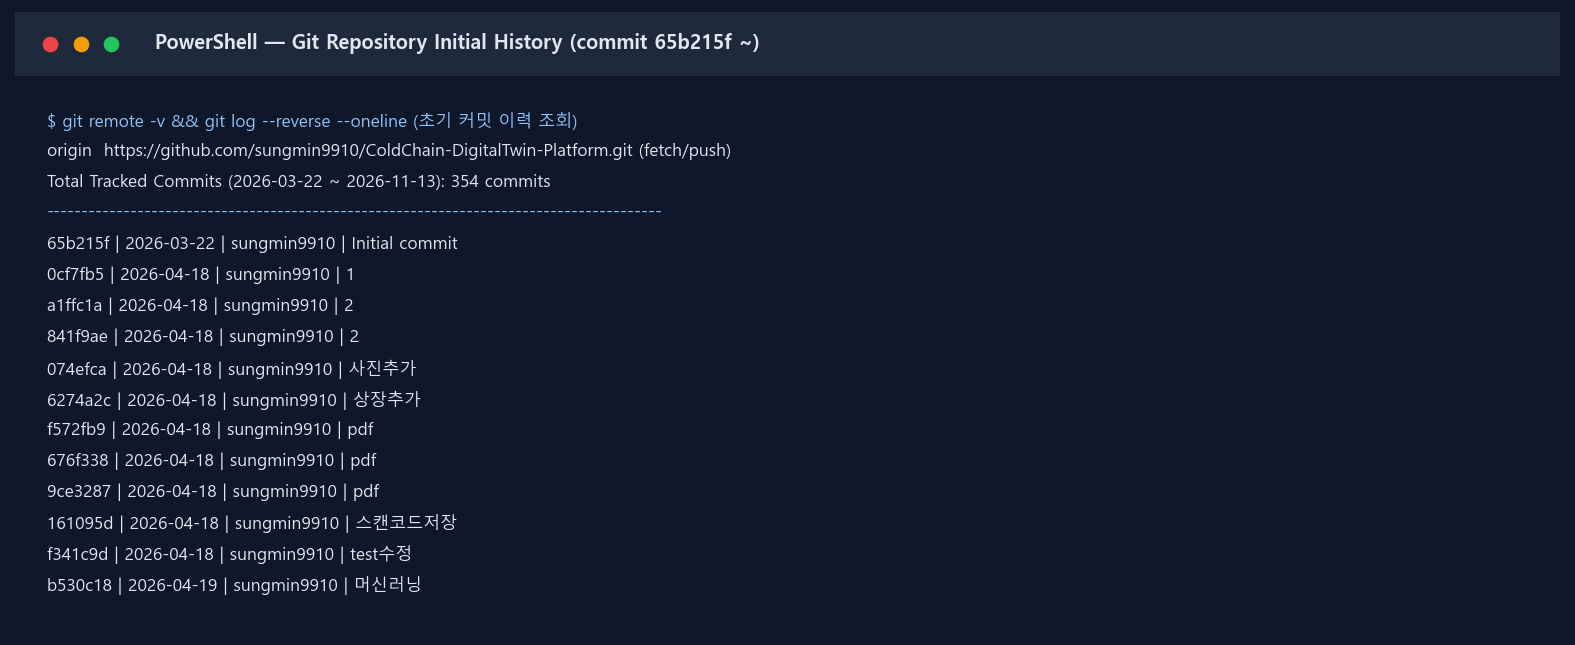 PowerShell — Git Repository Initial History (commit 65b215f ~)
$ git remote -v && git log --reverse --oneline (초기 커밋 이력 조회)
origin  https://github.com/sungmin9910/ColdChain-DigitalTwin-Platform.git (fetch/push)
Total Tracked Commits (2026-03-22 ~ 2026-11-13): 354 commits
------------------------------------------------------------------------------------------
65b215f | 2026-03-22 | sungmin9910 | Initial commit
0cf7fb5 | 2026-04-18 | sungmin9910 | 1
a1ffc1a | 2026-04-18 | sungmin9910 | 2
841f9ae | 2026-04-18 | sungmin9910 | 2
074efca | 2026-04-18 | sungmin9910 | 사진추가
6274a2c | 2026-04-18 | sungmin9910 | 상장추가
f572fb9 | 2026-04-18 | sungmin9910 | pdf
676f338 | 2026-04-18 | sungmin9910 | pdf
9ce3287 | 2026-04-18 | sungmin9910 | pdf
161095d | 2026-04-18 | sungmin9910 | 스캔코드저장
f341c9d | 2026-04-18 | sungmin9910 | test수정
b530c18 | 2026-04-19 | sungmin9910 | 머신러닝